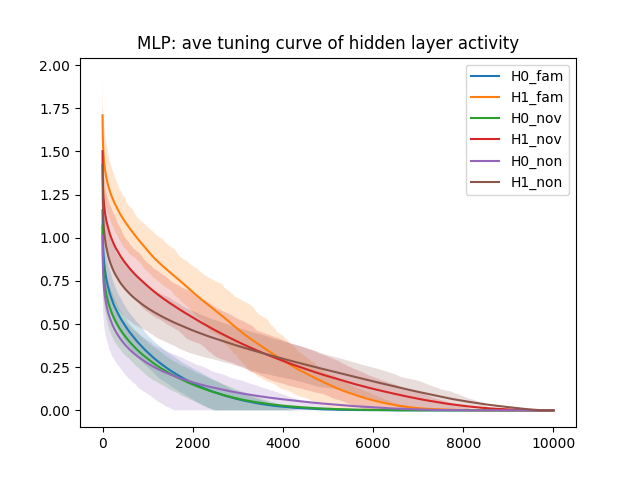 MLP: ave tuning curve of hidden layer activity
2.00
1.75
1.50
1.25
1.00
0.75
0.50
0.25
0.00
H0_fam
H1_fam
H0_nov
H1_nov
H0_non
H1_non
0 2000 4000 6000 8000 10000